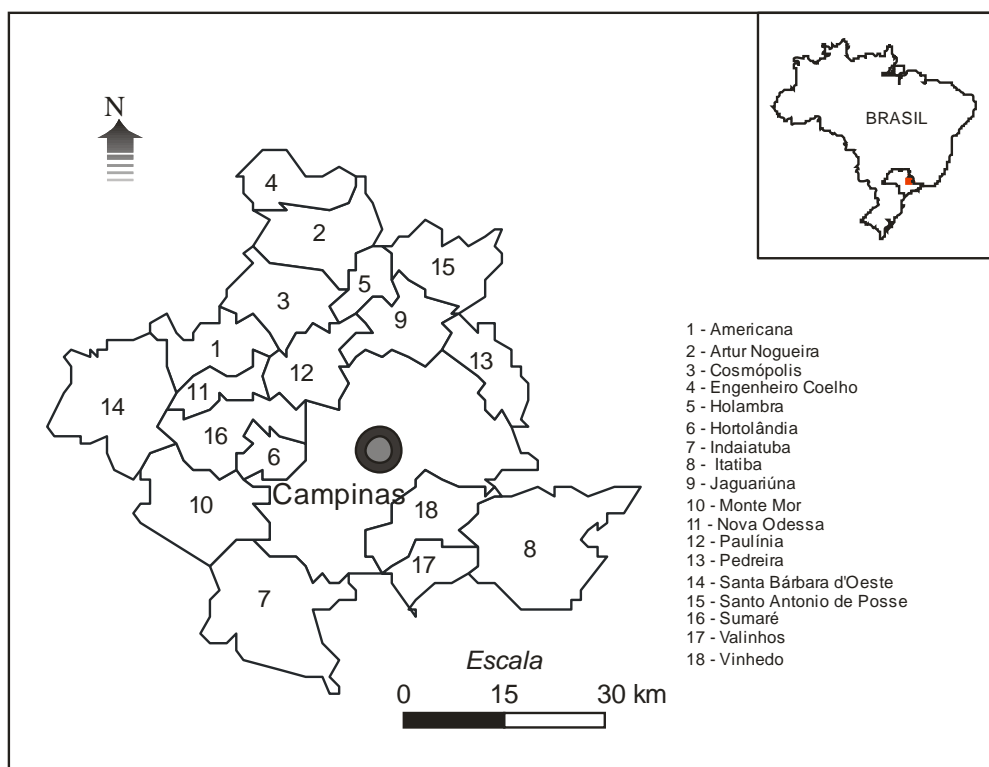 N
BRASIL
4
2
15
5
3
9
1
13
12
11
14
16
6
Campinas
10
18
8
17
7
1 - Americana
2 - Artur Nogueira
3 - Cosmópolis
4 - Engenheiro Coelho
5 - Holambra
6 - Hortolândia
7 - Indaiatuba
8 - Itatiba
9 - Jaguariúna
10 - Monte Mor
11 - Nova Odessa
12 - Paulínia
13 - Pedreira
14 - Santa Bárbara d'Oeste
15 - Santo Antonio de Posse
16 - Sumaré
17 - Valinhos
18 - Vinhedo
Escala
0 15 30 km